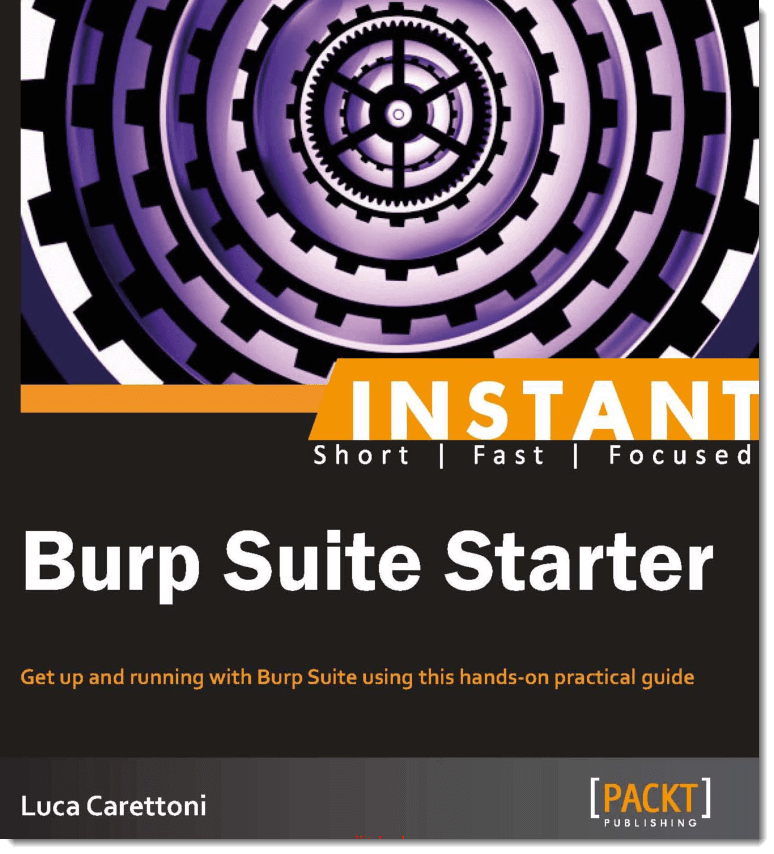 INSTANT
Short | Fast | Focused
Burp Suite Starter
Get up and running with Burp Suite using this hands-on practical guide
Luca Carettoni
[PACKT]
PUBLISHING